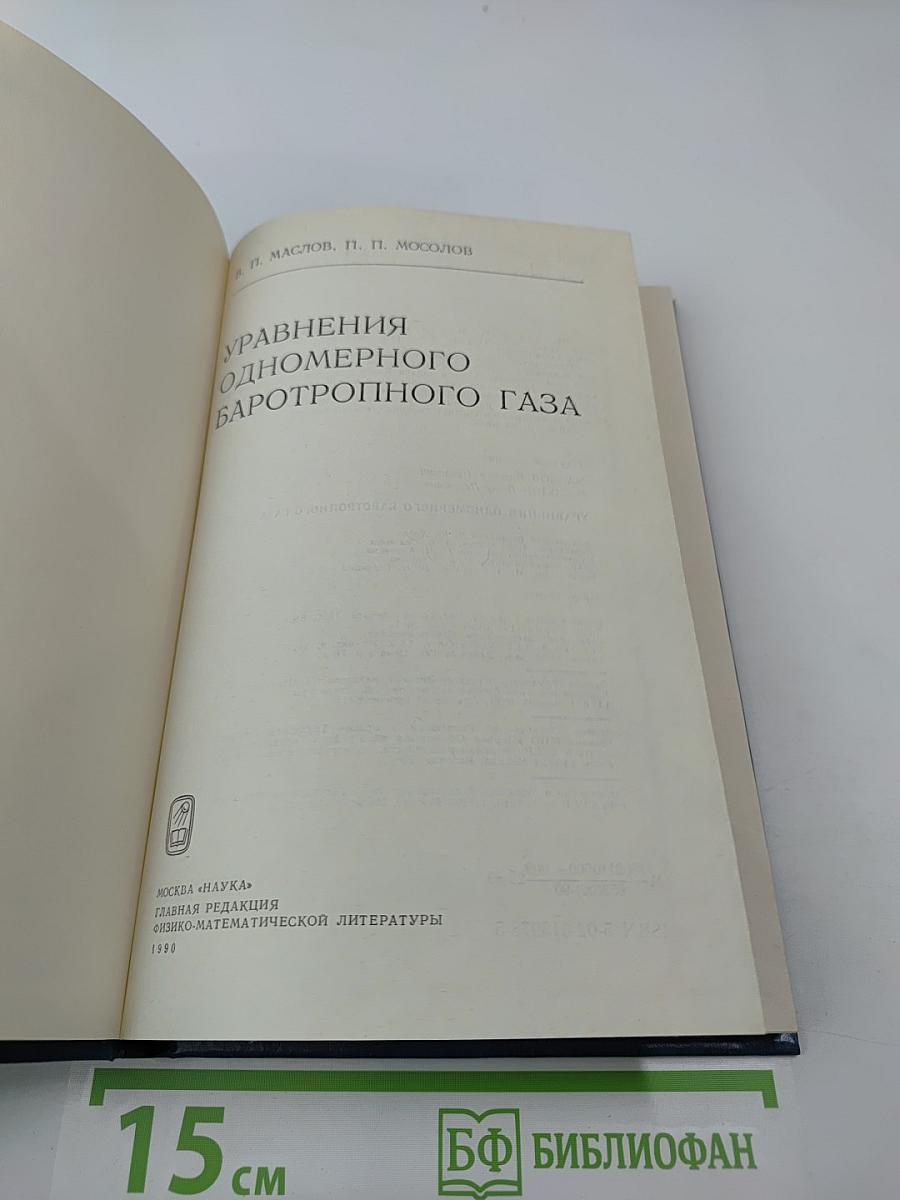 В. П. МАСЛОВ, П. П. МОСОЛОВ
УРАВНЕНИЯ
ОДНОМЕРНОГО
БАРОТРОПНОГО ГАЗА
МОСКВА «НАУКА»
ГЛАВНАЯ РЕДАКЦИЯ
ФИЗИКО-МАТЕМАТИЧЕСКОЙ ЛИТЕРАТУРЫ
1990
15 см
БФ БИБЛИОФАН